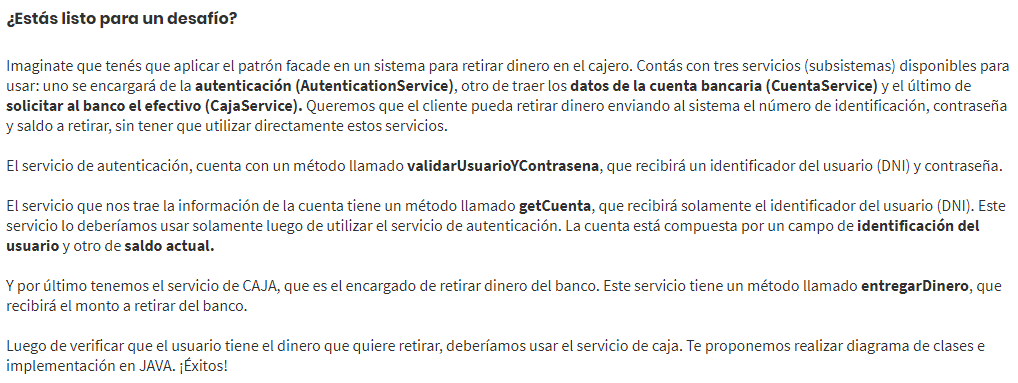 ¿Estás listo para un desafío?
Imaginate que tenés que aplicar el patrón facade en un sistema para retirar dinero en el cajero. Contás con tres servicios (subsistemas) disponibles para
usar: uno se encargará de la autenticación (AutenticationService), otro de traer los datos de la cuenta bancaria (CuentaService) y el último de
solicitar al banco el efectivo (CajaService). Queremos que el cliente pueda retirar dinero enviando al sistema el número de identificación, contraseña
y saldo a retirar, sin tener que utilizar directamente estos servicios.
El servicio de autenticación, cuenta con un método llamado validarUsuarioYContrasena, que recibirá un identificador del usuario (DNI) y contraseña.
El servicio que nos trae la información de la cuenta tiene un método llamado getCuenta, que recibirá solamente el identificador del usuario (DNI). Este
servicio lo deberíamos usar solamente luego de utilizar el servicio de autenticación. La cuenta está compuesta por un campo de identificación del
usuario y otro de saldo actual.
Y por último tenemos el servicio de CAJA, que es el encargado de retirar dinero del banco. Este servicio tiene un método llamado entregarDinero, que
recibirá el monto a retirar del banco.
Luego de verificar que el usuario tiene el dinero que quiere retirar, deberíamos usar el servicio de caja. Te proponemos realizar diagrama de clases e
implementación en JAVA. ¡Éxitos!